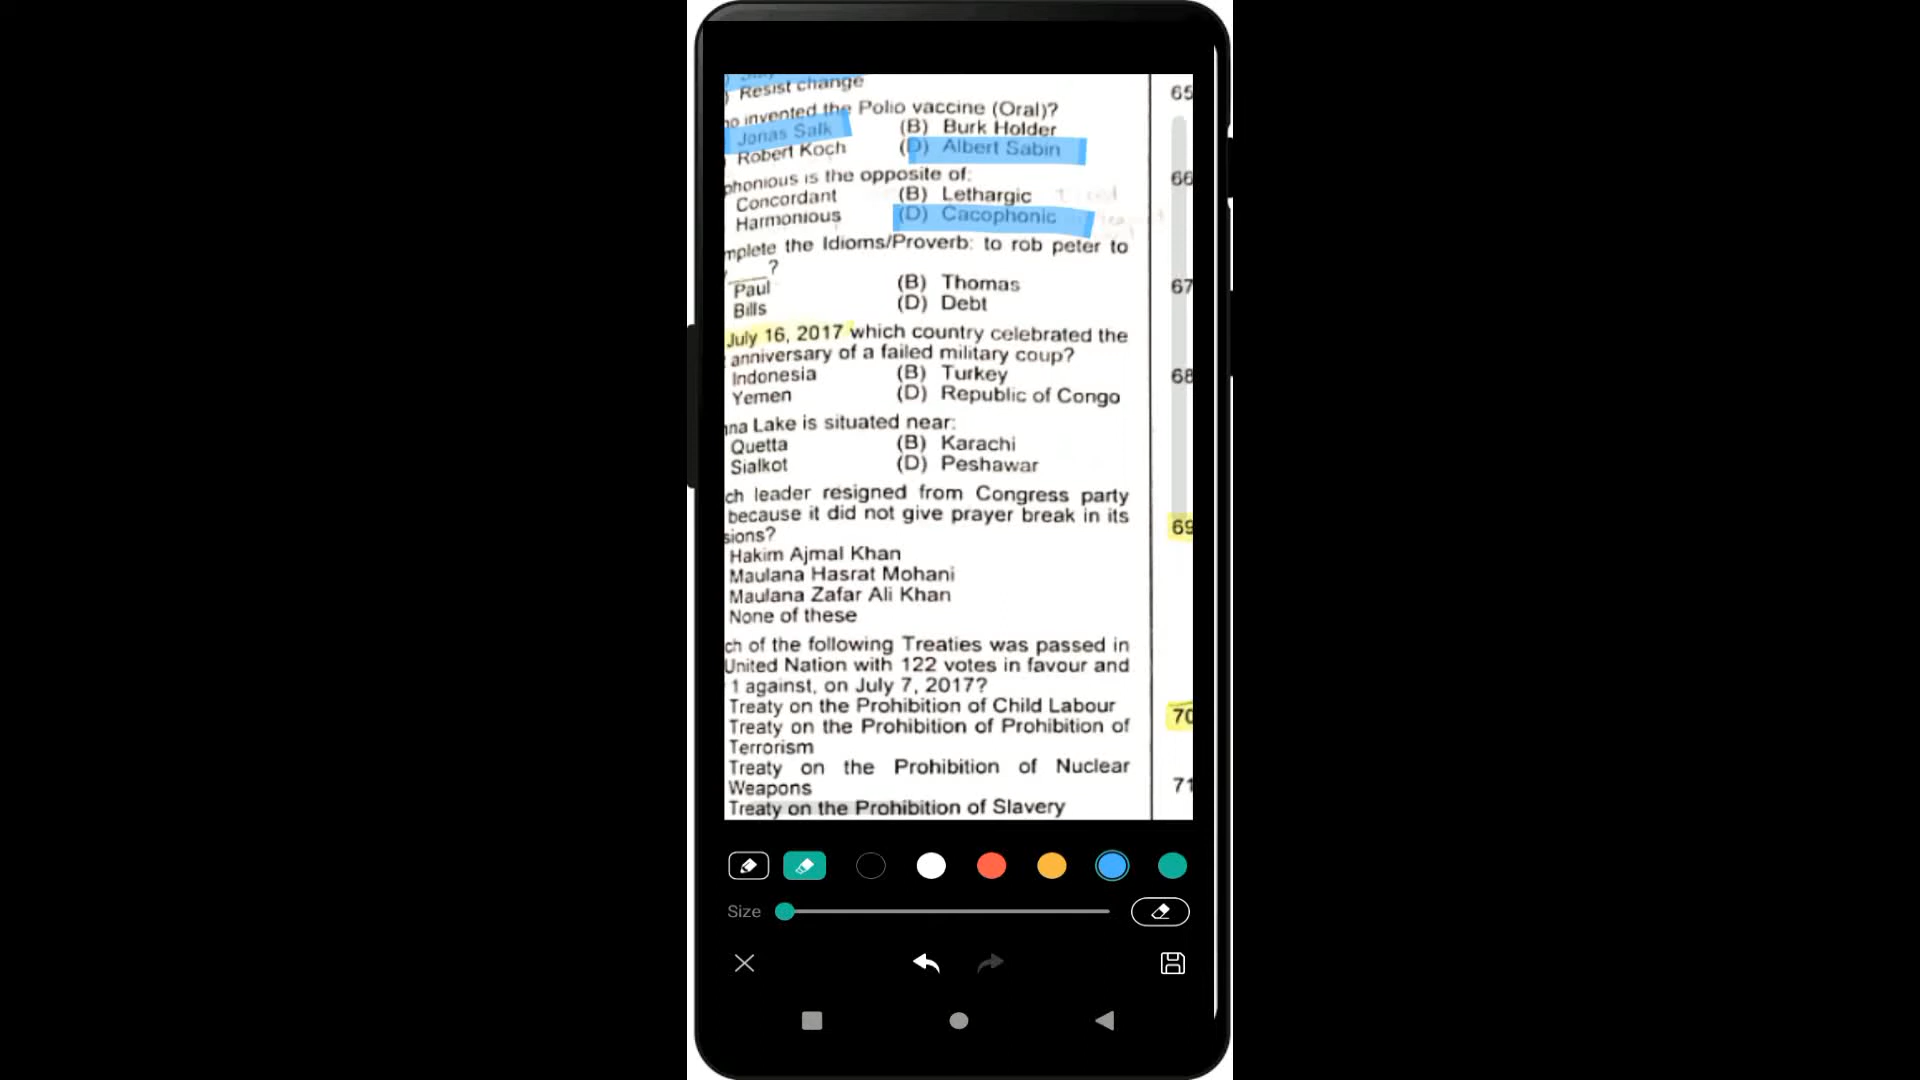 Resist change
invented the Polio vaccine (Oral)?
Jonas Salk (B) Burk Holder
Robert Koch (D) Albert Sabin
phonious is the opposite of:
Concordant (B) Lethargic
Harmonious (D) Cacophonic
mplete the Idioms/Proverb: to rob peter to
____?
Paul (B) Thomas
Bills (D) Debt
July 16, 2017 which country celebrated the
anniversary of a failed military coup?
Indonesia (B) Turkey
Yemen (D) Republic of Congo
na Lake is situated near:
Quetta (B) Karachi
Sialkot (D) Peshawar
ch leader resigned from Congress party
because it did not give prayer break in its
sions?
Hakim Ajmal Khan
Maulana Hasrat Mohani
Maulana Zafar Ali Khan
None of these
ch of the following Treaties was passed in
United Nation with 122 votes in favour and
1 against, on July 7, 2017?
Treaty on the Prohibition of Child Labour
Treaty on the Prohibition of Prohibition of
Terrorism
Treaty on the Prohibition of Nuclear
Weapons
Treaty on the Prohibition of Slavery
65
66
67
68
69
70
71
Size